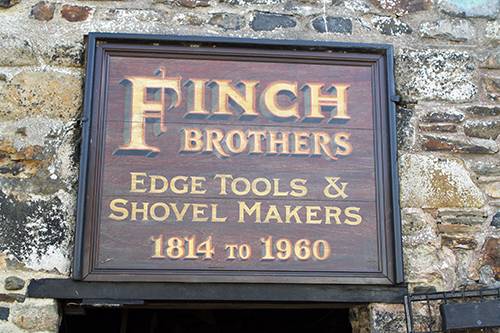 FINCH
BROTHERS
EDGE TOOLS &
SHOVEL MAKERS
1814 TO 1960